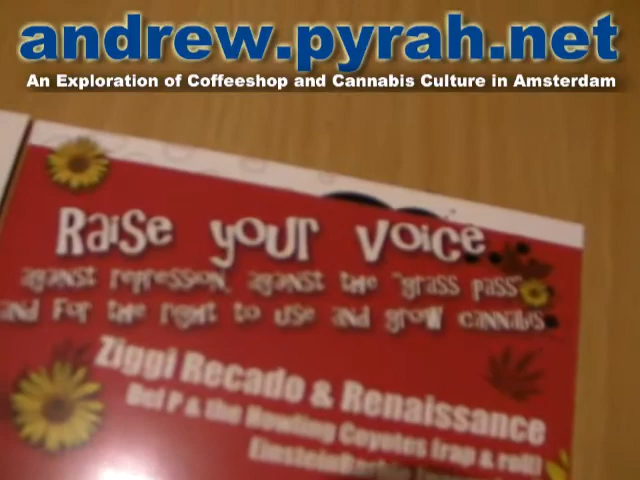 andrew.pyrah.net
An Exploration of Coffeeshop and Cannabis Culture in Amsterdam
Raise your voice
against repression, against the "grass pass"
and For the right to use and grow cannabis
Ziggi Recado & Renaissance
Def P & the Howling Coyotes (rap & roll)